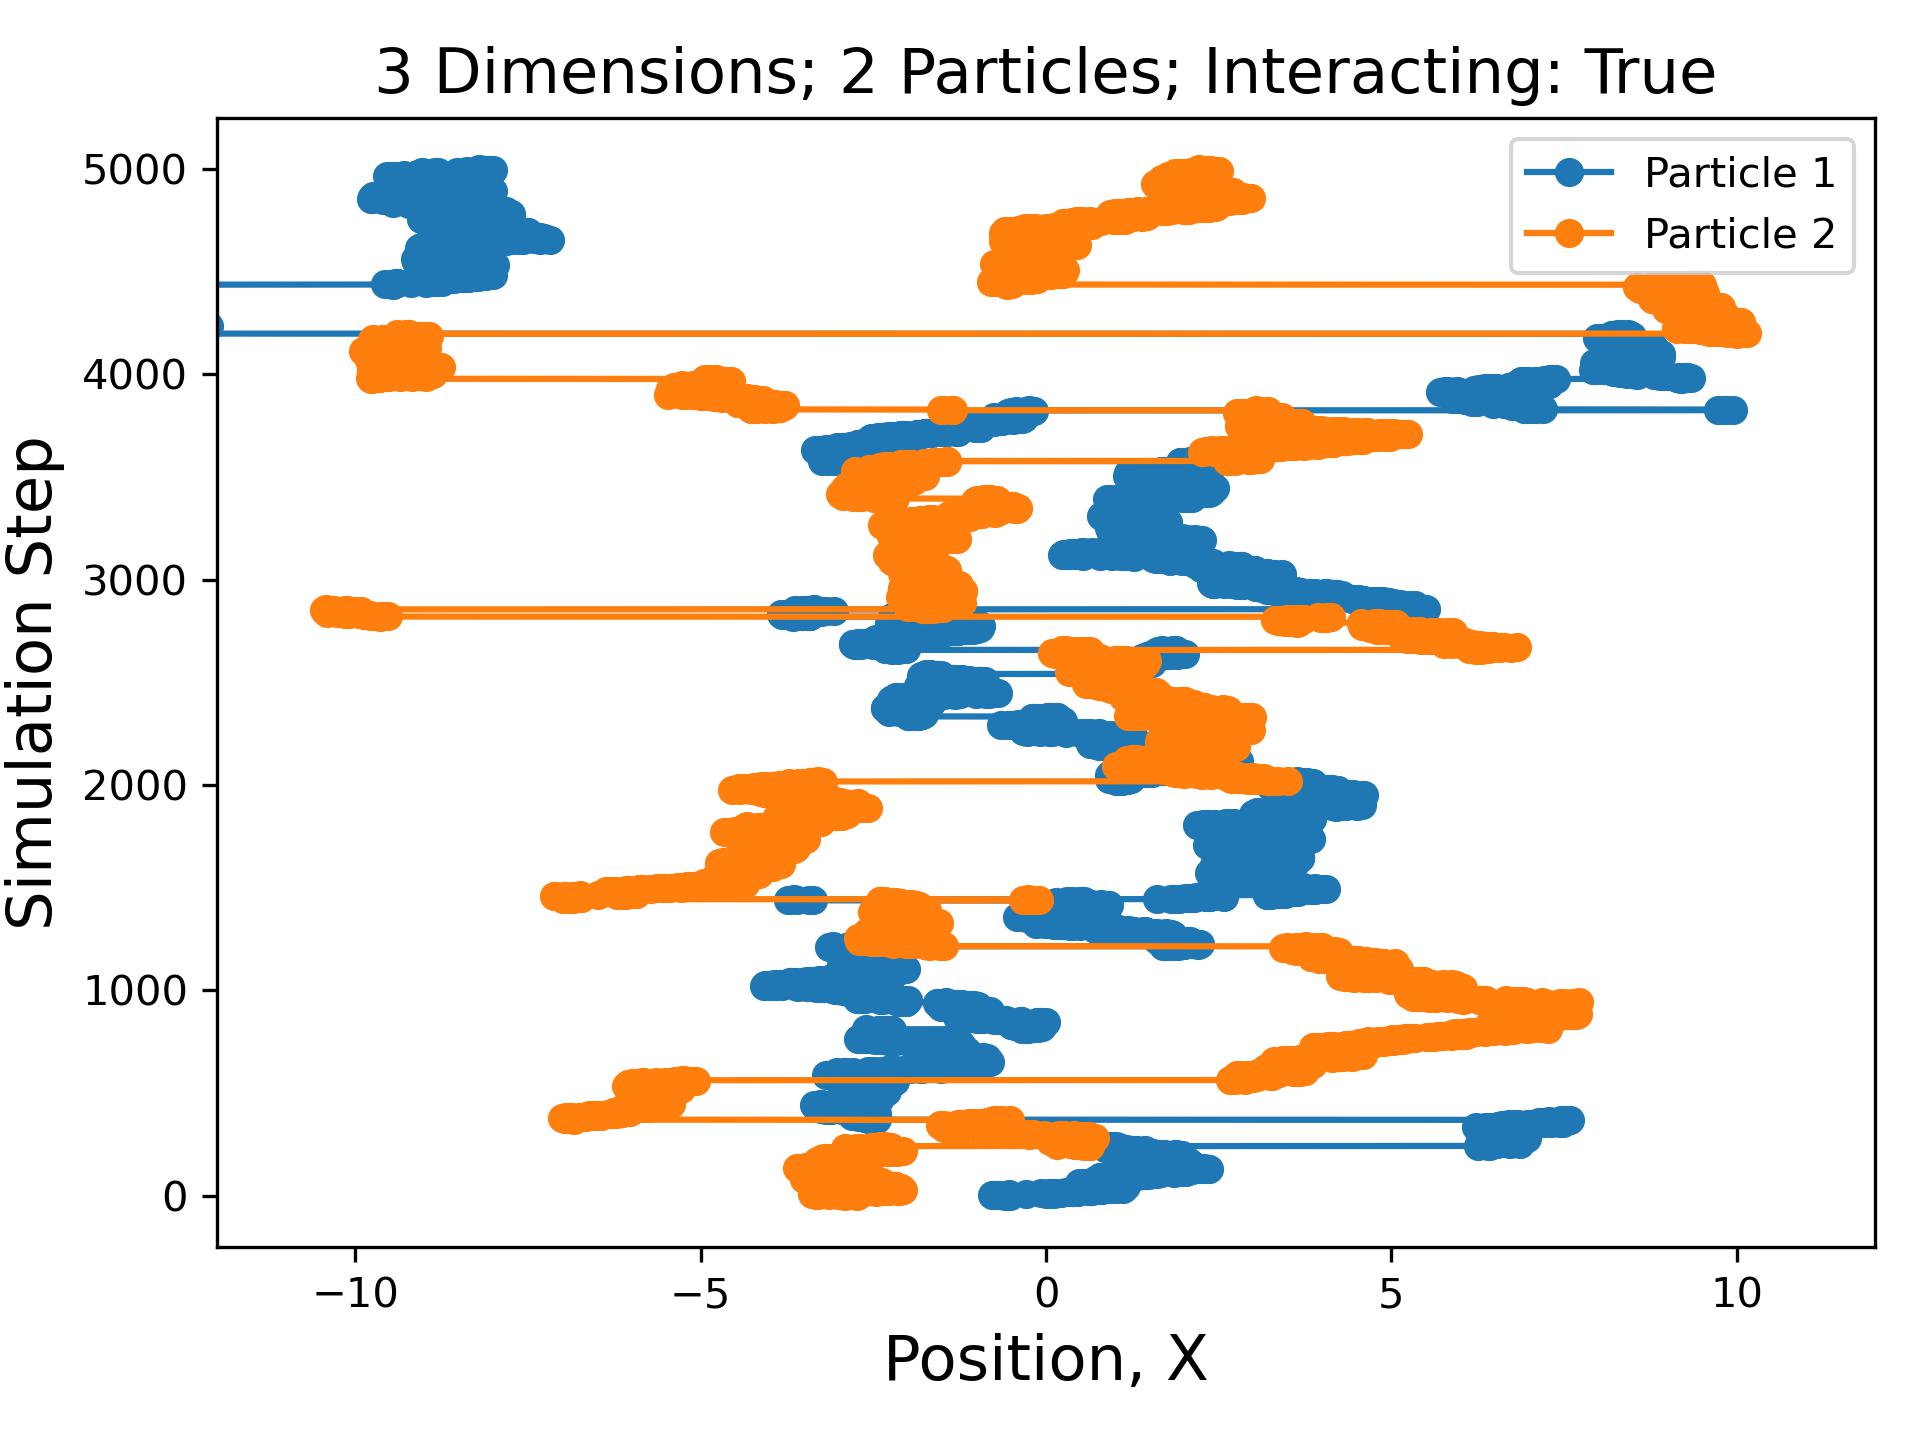 3 Dimensions; 2 Particles; Interacting: True
Particle 1
Particle 2
5000
4000
3000
2000
1000
0
Simulation Step
−10
−5
0
5
10
Position, X